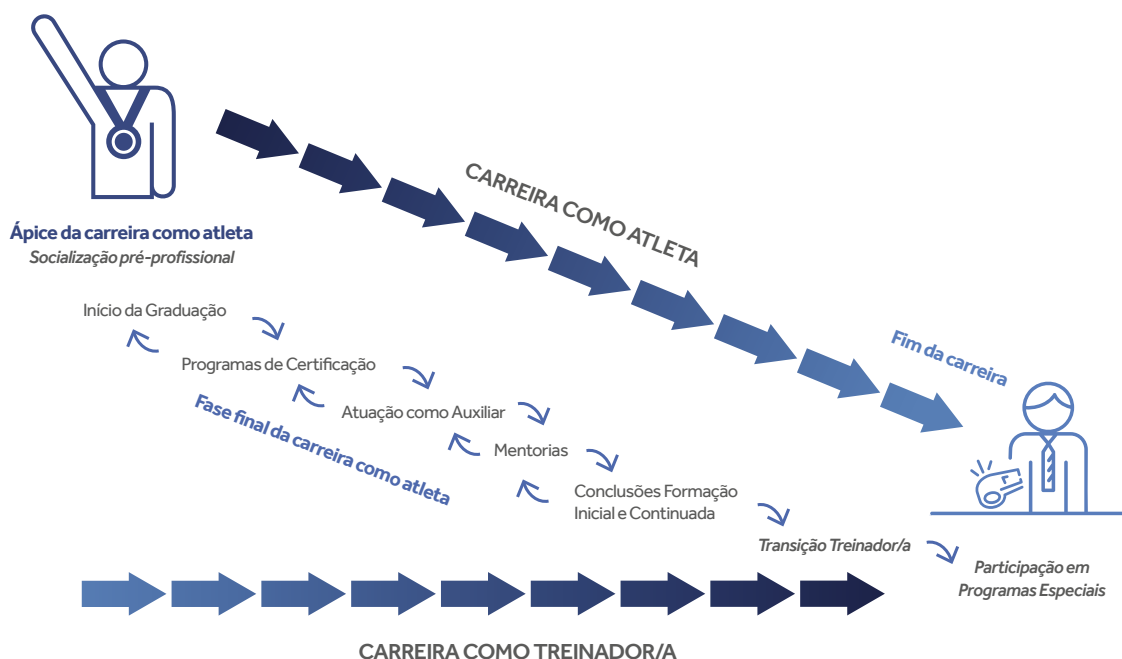 Ápice da carreira como atleta
Socialização pré-profissional
CARREIRA COMO ATLETA
Início da Graduação
Programas de Certificação
Atuação como Auxiliar
Mentorias
Conclusões Formação
Inicial e Continuada
Transição Treinador/a
Participação em
Programas Especiais
Fase final da carreira como atleta
Fim da carreira
CARREIRA COMO TREINADOR/A